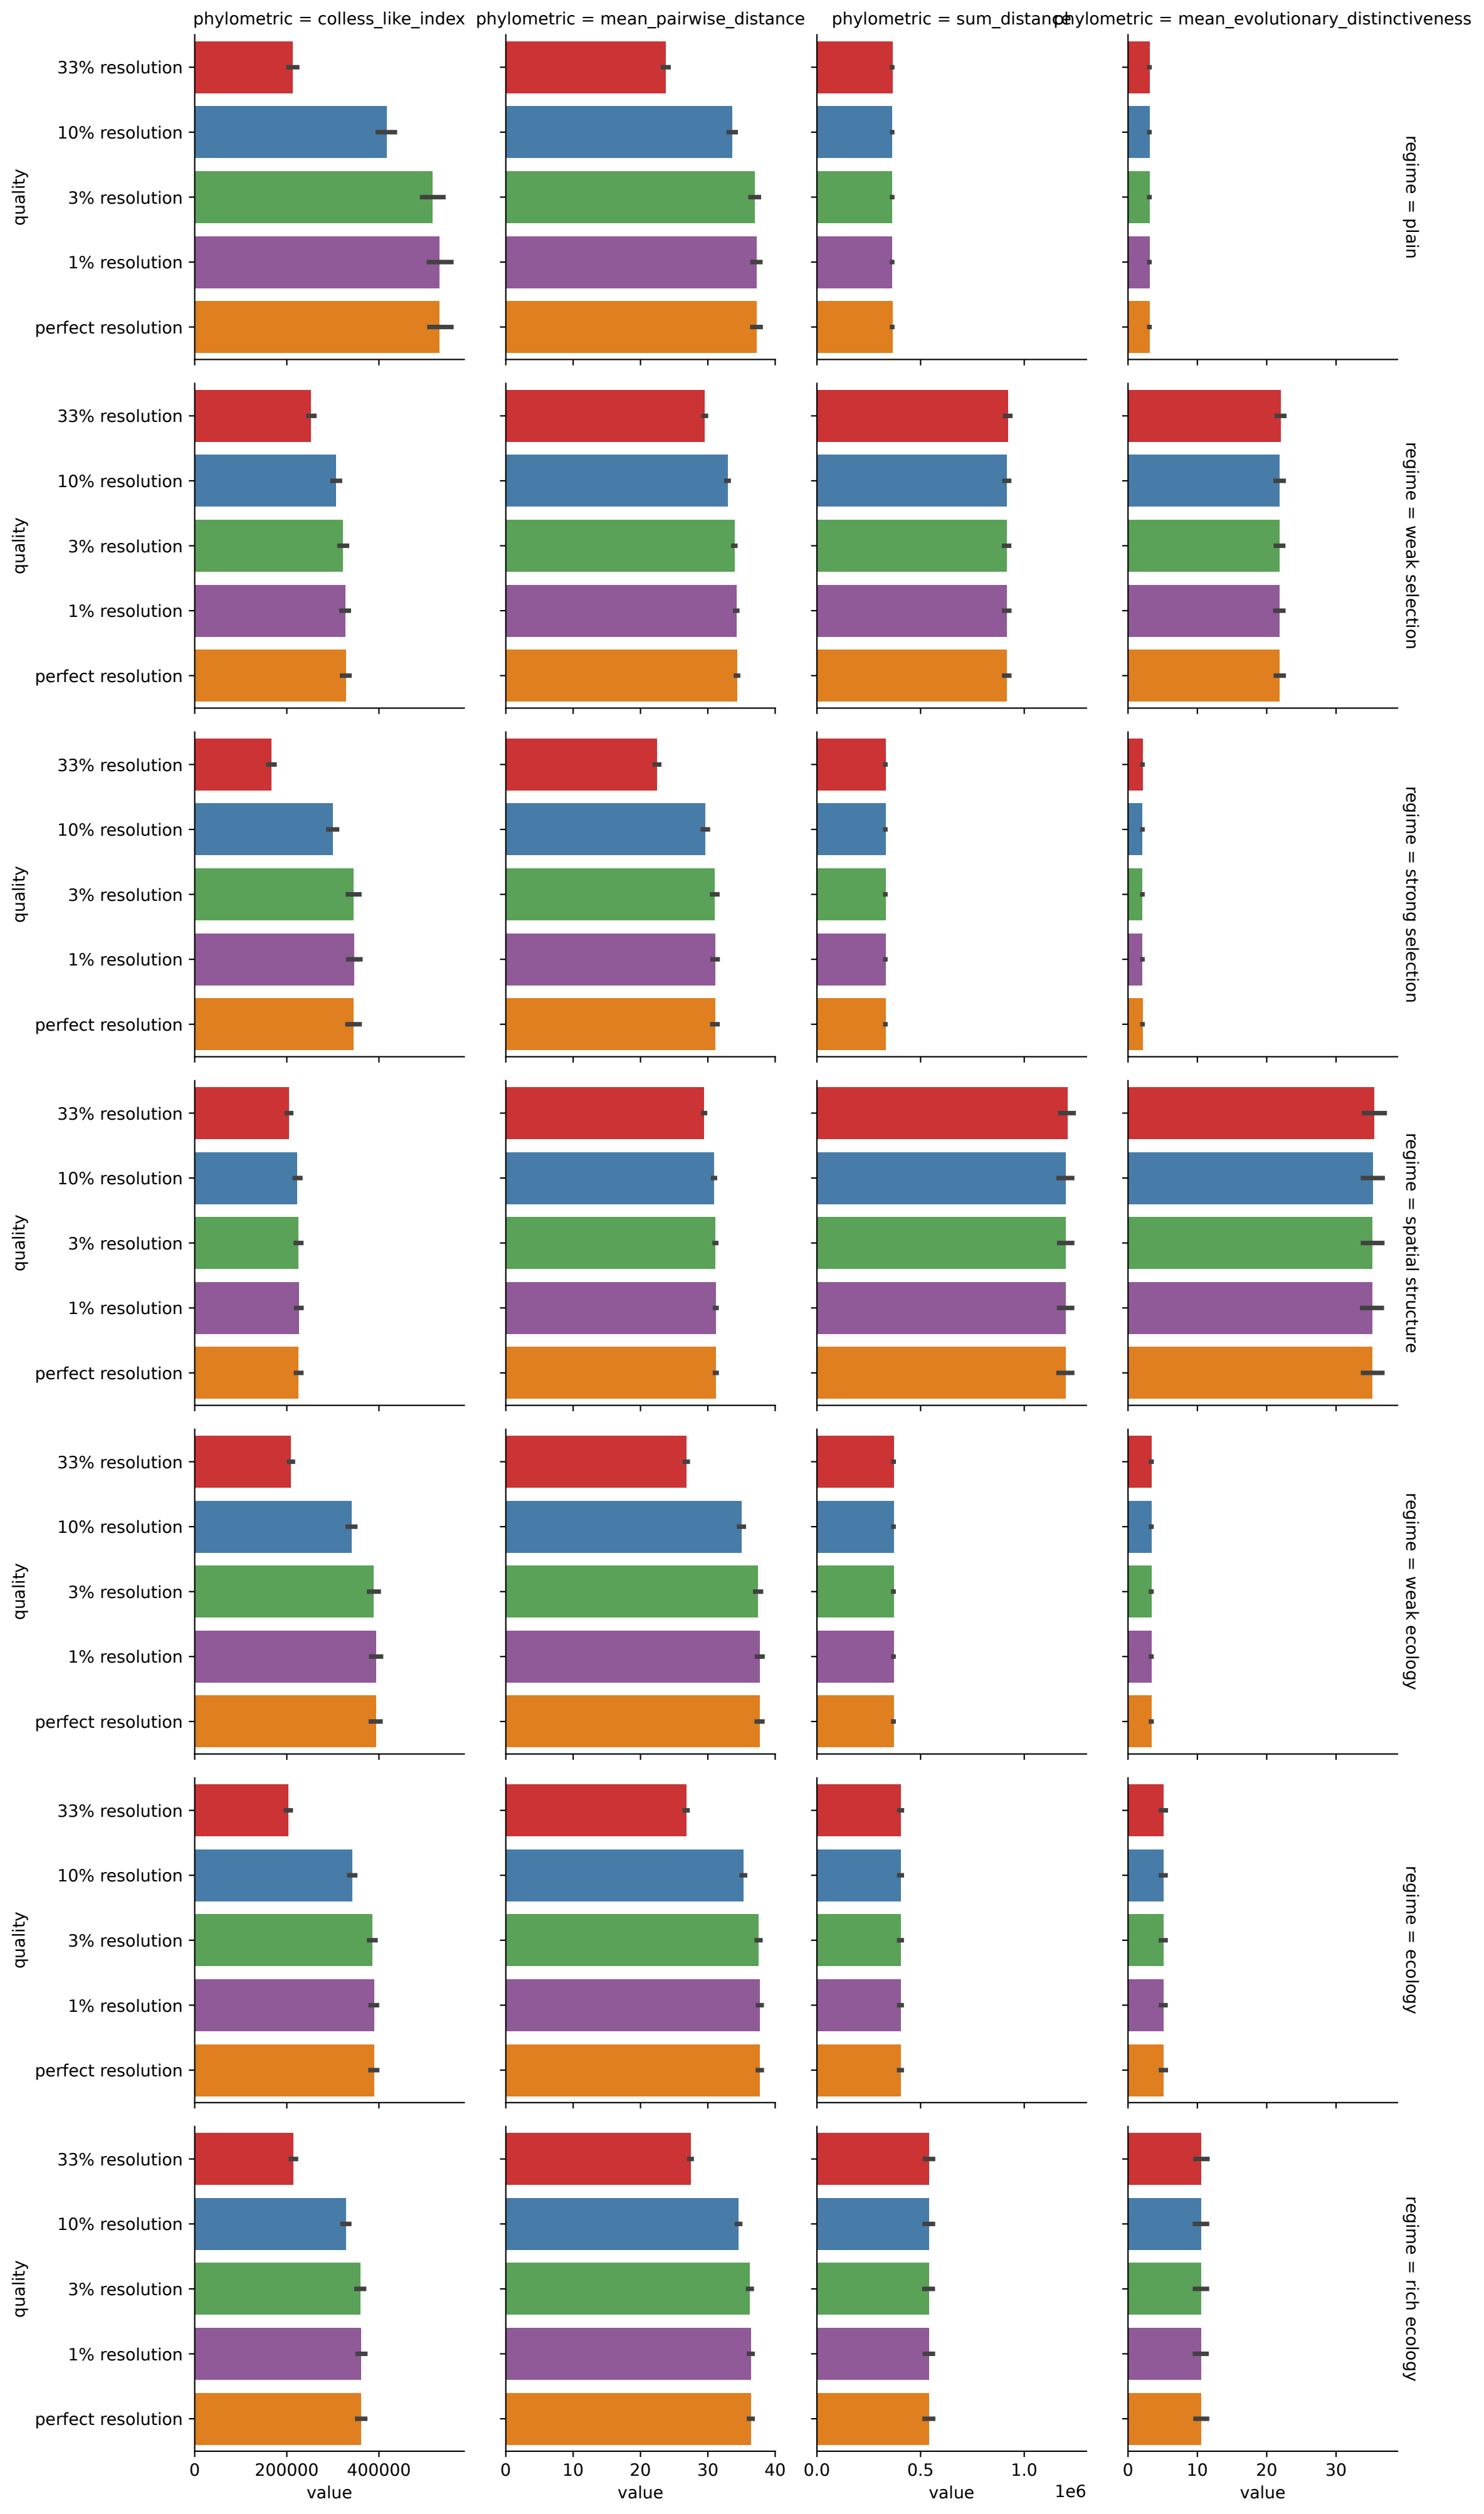 phylometric = colless_like_index phylometric = mean_pairwise_distance phylometric = sum_distance phylometric = mean_evolutionary_distinctiveness
33% resolution
10% resolution
3% resolution
1% resolution
perfect resolution
quality
regime = plain
33% resolution
10% resolution
3% resolution
1% resolution
perfect resolution
quality
regime = weak selection
33% resolution
10% resolution
3% resolution
1% resolution
perfect resolution
quality
regime = strong selection
33% resolution
10% resolution
3% resolution
1% resolution
perfect resolution
quality
regime = spatial structure
33% resolution
10% resolution
3% resolution
1% resolution
perfect resolution
quality
regime = weak ecology
33% resolution
10% resolution
3% resolution
1% resolution
perfect resolution
quality
regime = ecology
33% resolution
10% resolution
3% resolution
1% resolution
perfect resolution
quality
regime = rich ecology
0 200000 400000 0 10 20 30 40 0.0 0.5 1.0 0 10 20 30
1e6
value value value value